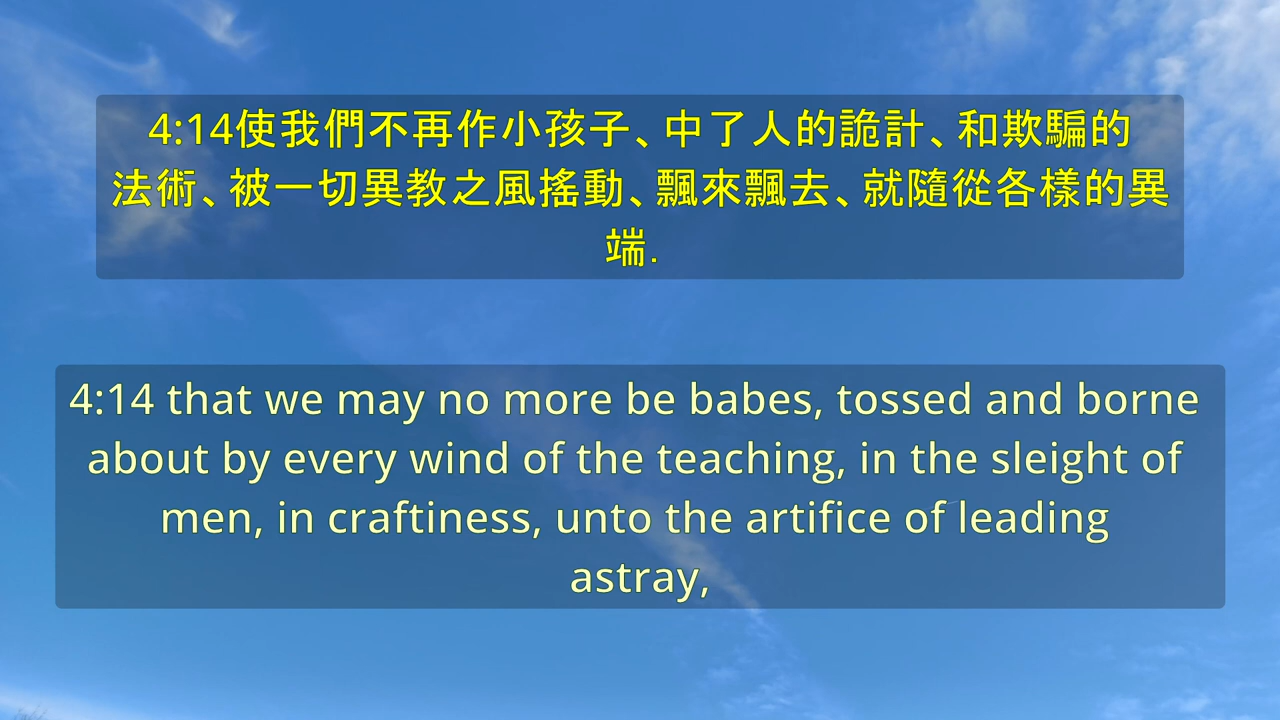 4:14使我們不再作小孩子、中了人的詭計、和欺騙的
法術、被一切異教之風搖動、飄來飄去、就隨從各樣的異
端.
4:14 that we may no more be babes, tossed and borne
about by every wind of the teaching, in the sleight of
men, in craftiness, unto the artifice of leading
astray,